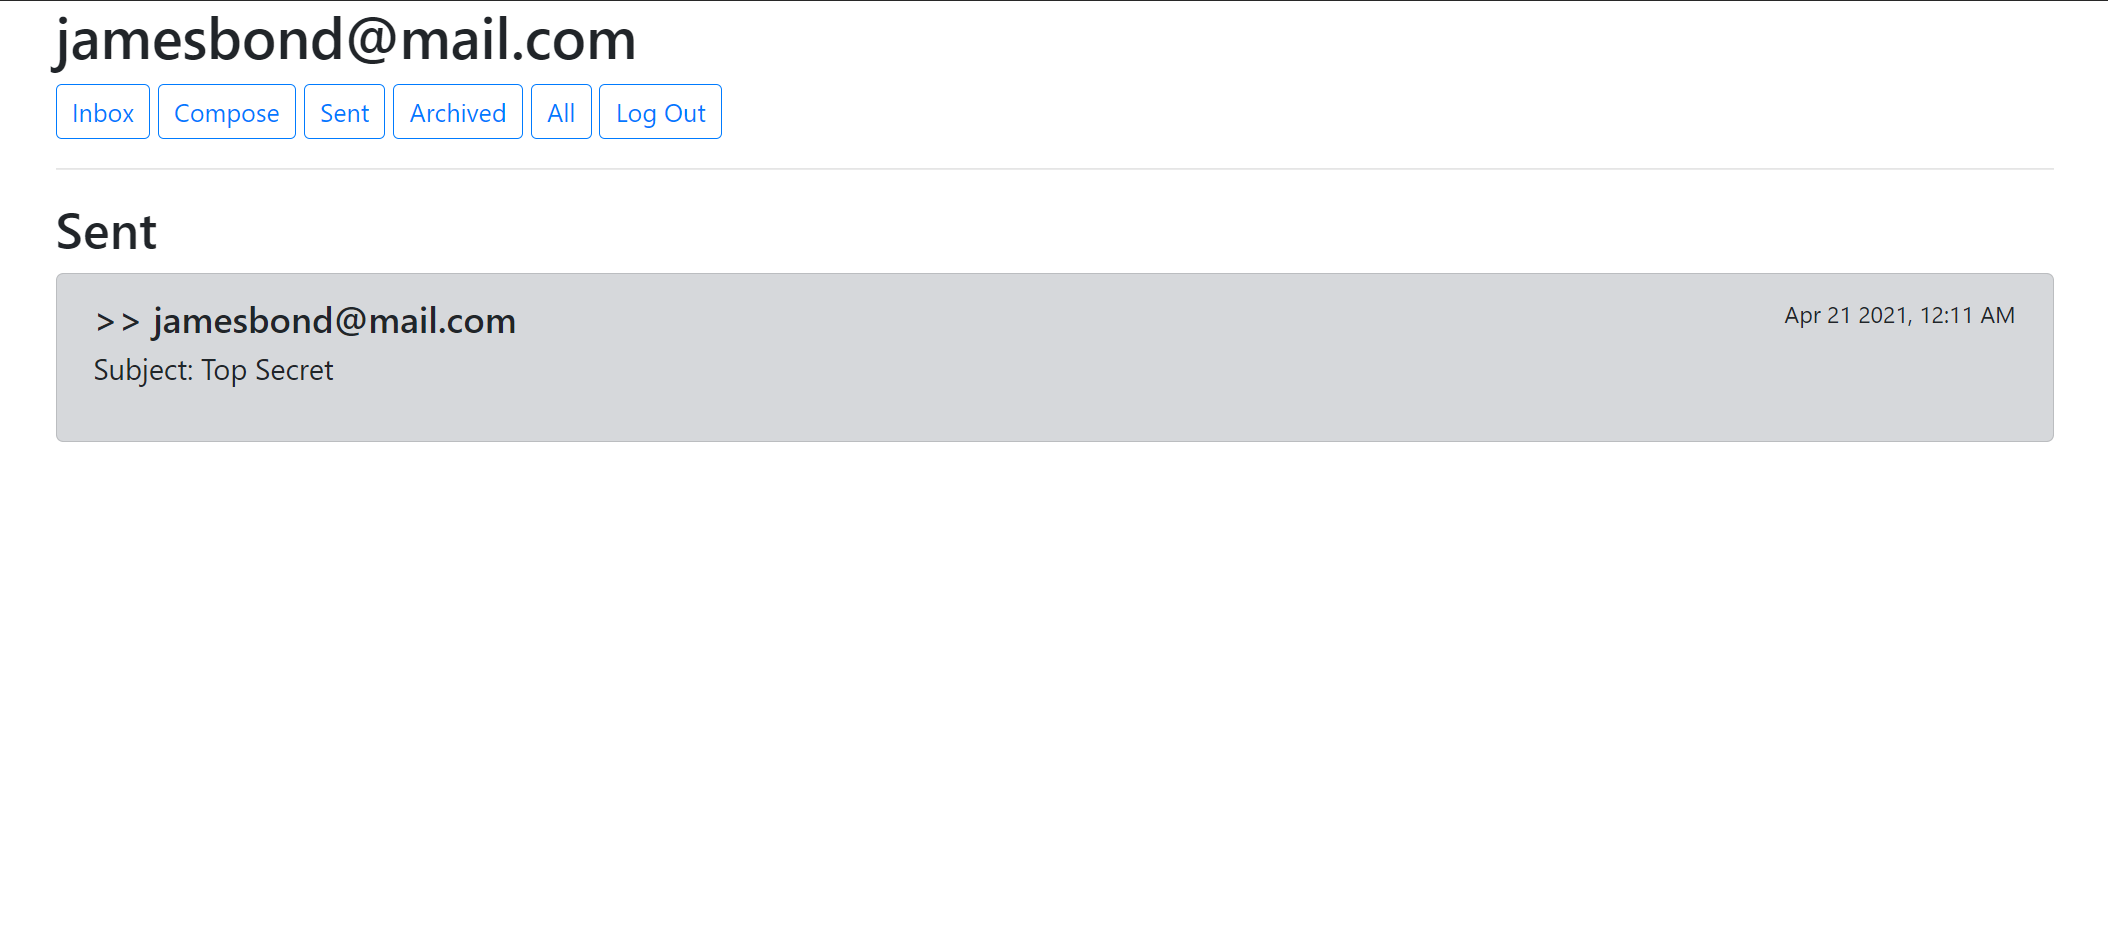 jamesbond@mail.com
Inbox Compose Sent Archived All Log Out
Sent
>> jamesbond@mail.com Apr 21 2021, 12:11 AM
Subject: Top Secret